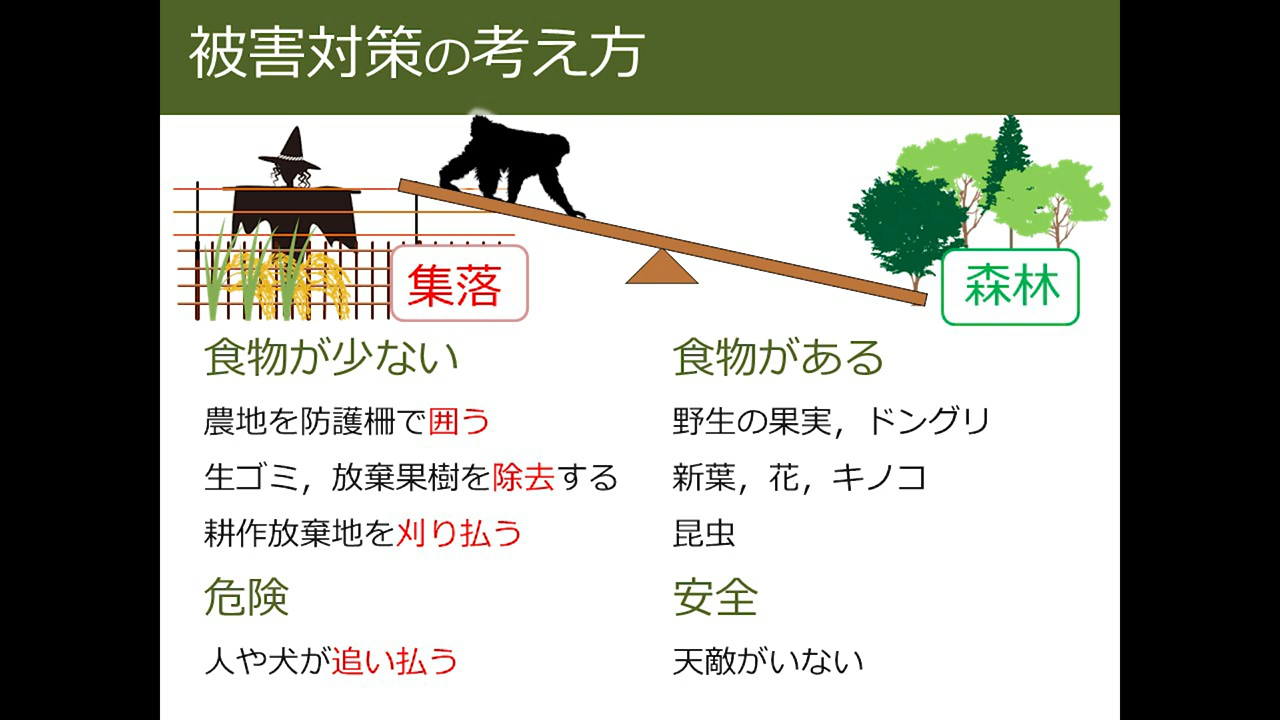 被害対策の考え方
集落
森林
食物が少ない
農地を防護柵で囲う
生ゴミ，放棄果樹を除去する
耕作放棄地を刈り払う
危険
人や犬が追い払う
食物がある
野生の果実，ドングリ
新葉，花，キノコ
昆虫
安全
天敵がいない